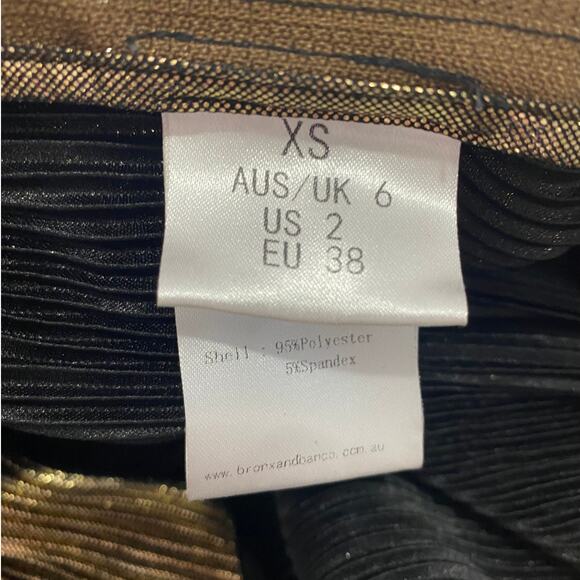 XS
AUS/UK 6
US 2
EU 38
Shell : 95%Polyester
5%Spandex
www.bronxandbanco.com.au